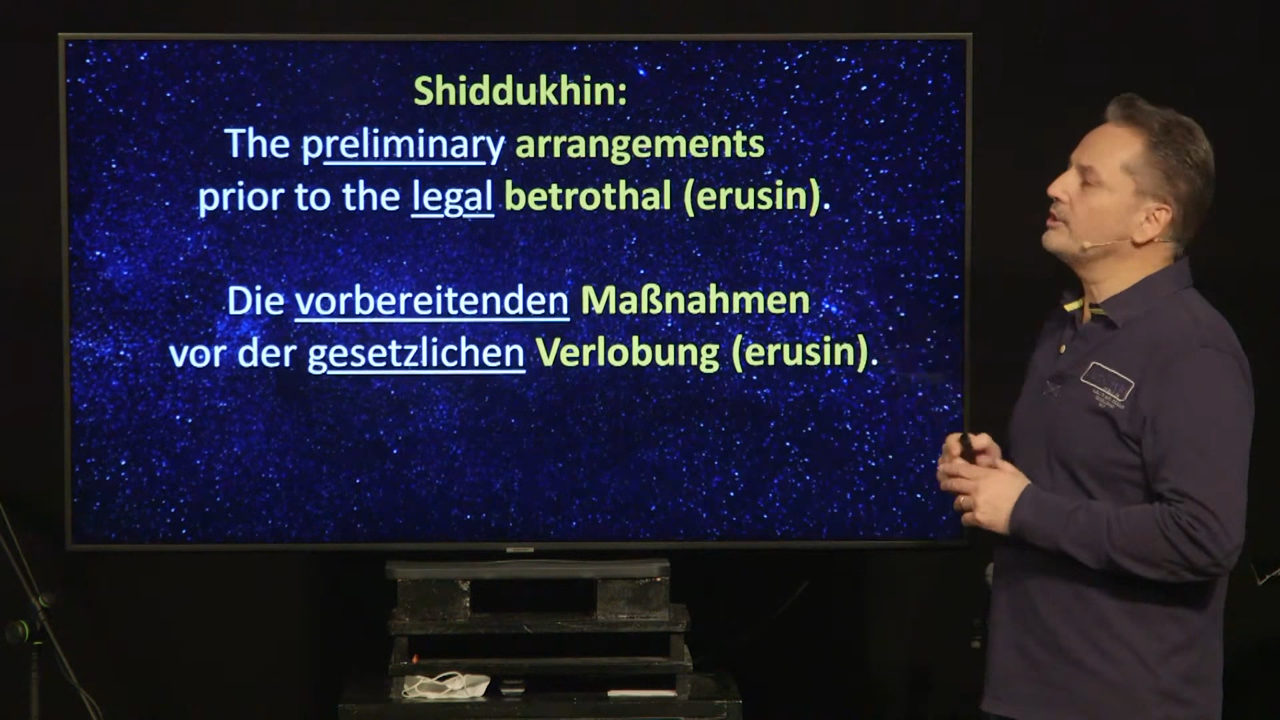 Shiddukhin:
The preliminary arrangements
prior to the legal betrothal (erusin).
Die vorbereitenden Maßnahmen
vor der gesetzlichen Verlobung (erusin).